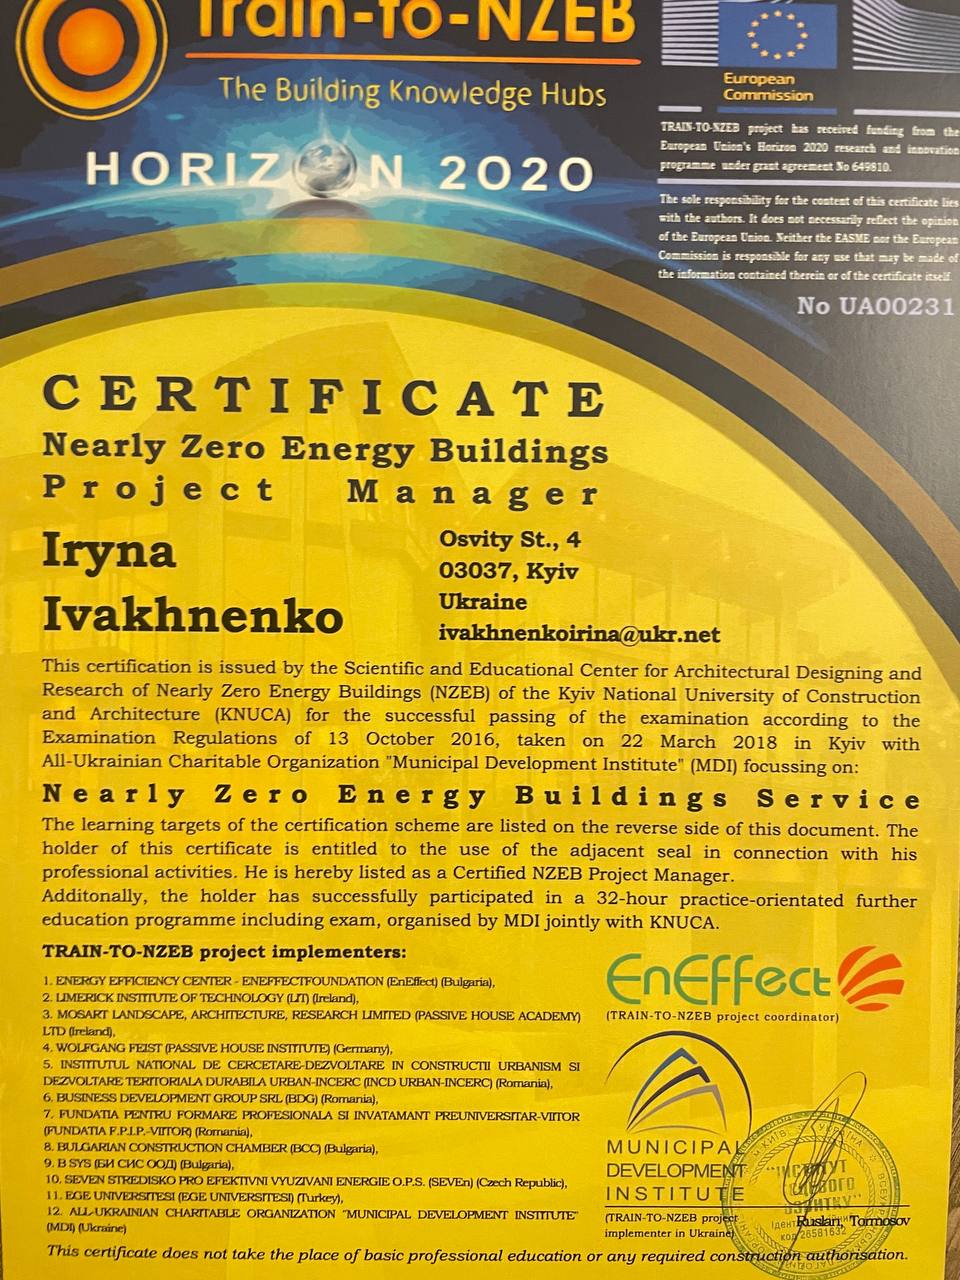 Train-to-NZEB
The Building Knowledge Hubs
HORIZON 2020
European
Commission
TRAIN-TO-NZEB project has received funding from the
European Union's Horizon 2020 research and innovation
programme under grant agreement No 649810.
The sole responsibility for the content of this certificate lies
with the authors. It does not necessarily reflect the opinion
of the European Union. Neither the EASME nor the European
Commission is responsible for any use that may be made of
the information contained therein or of the certificate itself.
No UA00231
CERTIFICATE
Nearly Zero Energy Buildings
Project Manager
Iryna
Ivakhnenko
Osvity St., 4
03037, Kyiv
Ukraine
ivakhnenkoirina@ukr.net
This certification is issued by the Scientific and Educational Center for Architectural Designing and
Research of Nearly Zero Energy Buildings (NZEB) of the Kyiv National University of Construction
and Architecture (KNUCA) for the successful passing of the examination according to the
Examination Regulations of 13 October 2016, taken on 22 March 2018 in Kyiv with
All-Ukrainian Charitable Organization "Municipal Development Institute" (MDI) focussing on:
Nearly Zero Energy Buildings Service
The learning targets of the certification scheme are listed on the reverse side of this document. The
holder of this certificate is entitled to the use of the adjacent seal in connection with his
professional activities. He is hereby listed as a Certified NZEB Project Manager.
Additonally, the holder has successfully participated in a 32-hour practice-orientated further
education programme including exam, organised by MDI jointly with KNUCA.
TRAIN-TO-NZEB project implementers:
1. ENERGY EFFICIENCY CENTER - ENEFFECTFOUNDATION (EnEffect) (Bulgaria),
2. LIMERICK INSTITUTE OF TECHNOLOGY (LIT) (Ireland),
3. MOSART LANDSCAPE, ARCHITECTURE, RESEARCH LIMITED (PASSIVE HOUSE ACADEMY)
LTD (Ireland),
4. WOLFGANG FEIST (PASSIVE HOUSE INSTITUTE) (Germany),
5. INSTITUTUL NATIONAL DE CERCETARE-DEZVOLTARE IN CONSTRUCTII URBANISM SI
DEZVOLTARE TERITORIALA DURABILA URBAN-INCERC (INCD URBAN-INCERC) (Romania),
6. BUSINESS DEVELOPMENT GROUP SRL (BDG) (Romania),
7. FUNDATIA PENTRU FORMARE PROFESIONALA SI INVATAMANT PREUNIVERSITAR-VIITOR
(FUNDATIA F.P.I.P.-VIITOR) (Romania),
8. BULGARIAN CONSTRUCTION CHAMBER (BCC) (Bulgaria),
9. B SYS (БИ СИС ООД) (Bulgaria),
10. SEVEN STREDISKO PRO EFEKTIVNI VYUZIVANI ENERGIE O.P.S. (SEVEn) (Czech Republic),
11. EGE UNIVERSITESI (EGE UNIVERSITESI) (Turkey),
12. ALL-UKRAINIAN CHARITABLE ORGANIZATION "MUNICIPAL DEVELOPMENT INSTITUTE"
(MDI) (Ukraine)
EnEffect
(TRAIN-TO-NZEB project coordinator)
MUNICIPAL
DEVELOPMENT
INSTITUTE
(TRAIN-TO-NZEB project
implementer in Ukraine)
М.КИЇВ УКРАЇНА
"ІНСТИТУТ
код 26581632
Ruslan Tormosov
This certificate does not take the place of basic professional education or any required construction authorisation.